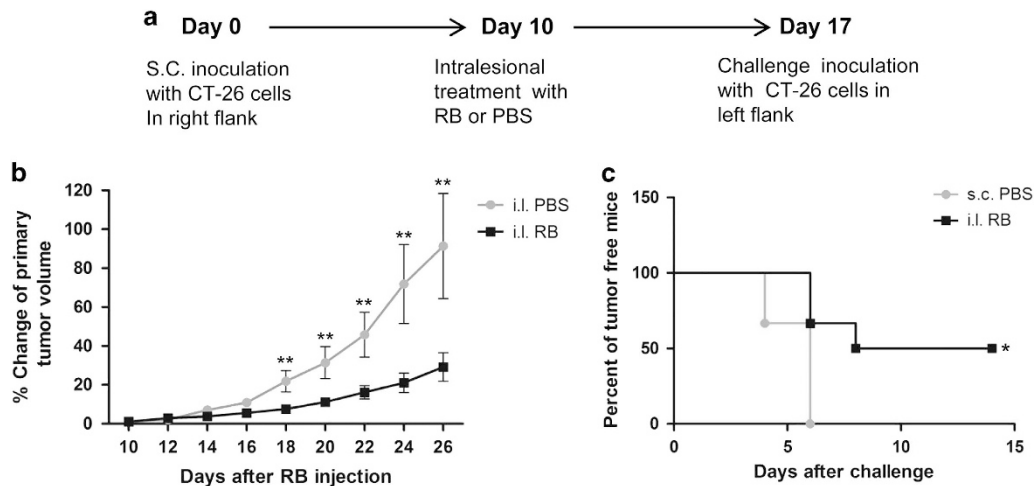 a
Day 0
Day 10
Day 17
S.C. inoculation
with CT-26 cells
In right flank
Intralesional
treatment with
RB or PBS
Challenge inoculation
with CT-26 cells in
left flank
b
% Change of primary
tumor volume
120
100
80
60
40
20
0
10 12 14 16 18 20 22 24 26
Days after RB injection
** ** ** ** **
i.l. PBS
i.l. RB
c
Percent of tumor free mice
150
100
50
0
0 5 10 15
Days after challenge
s.c. PBS
i.l. RB
*